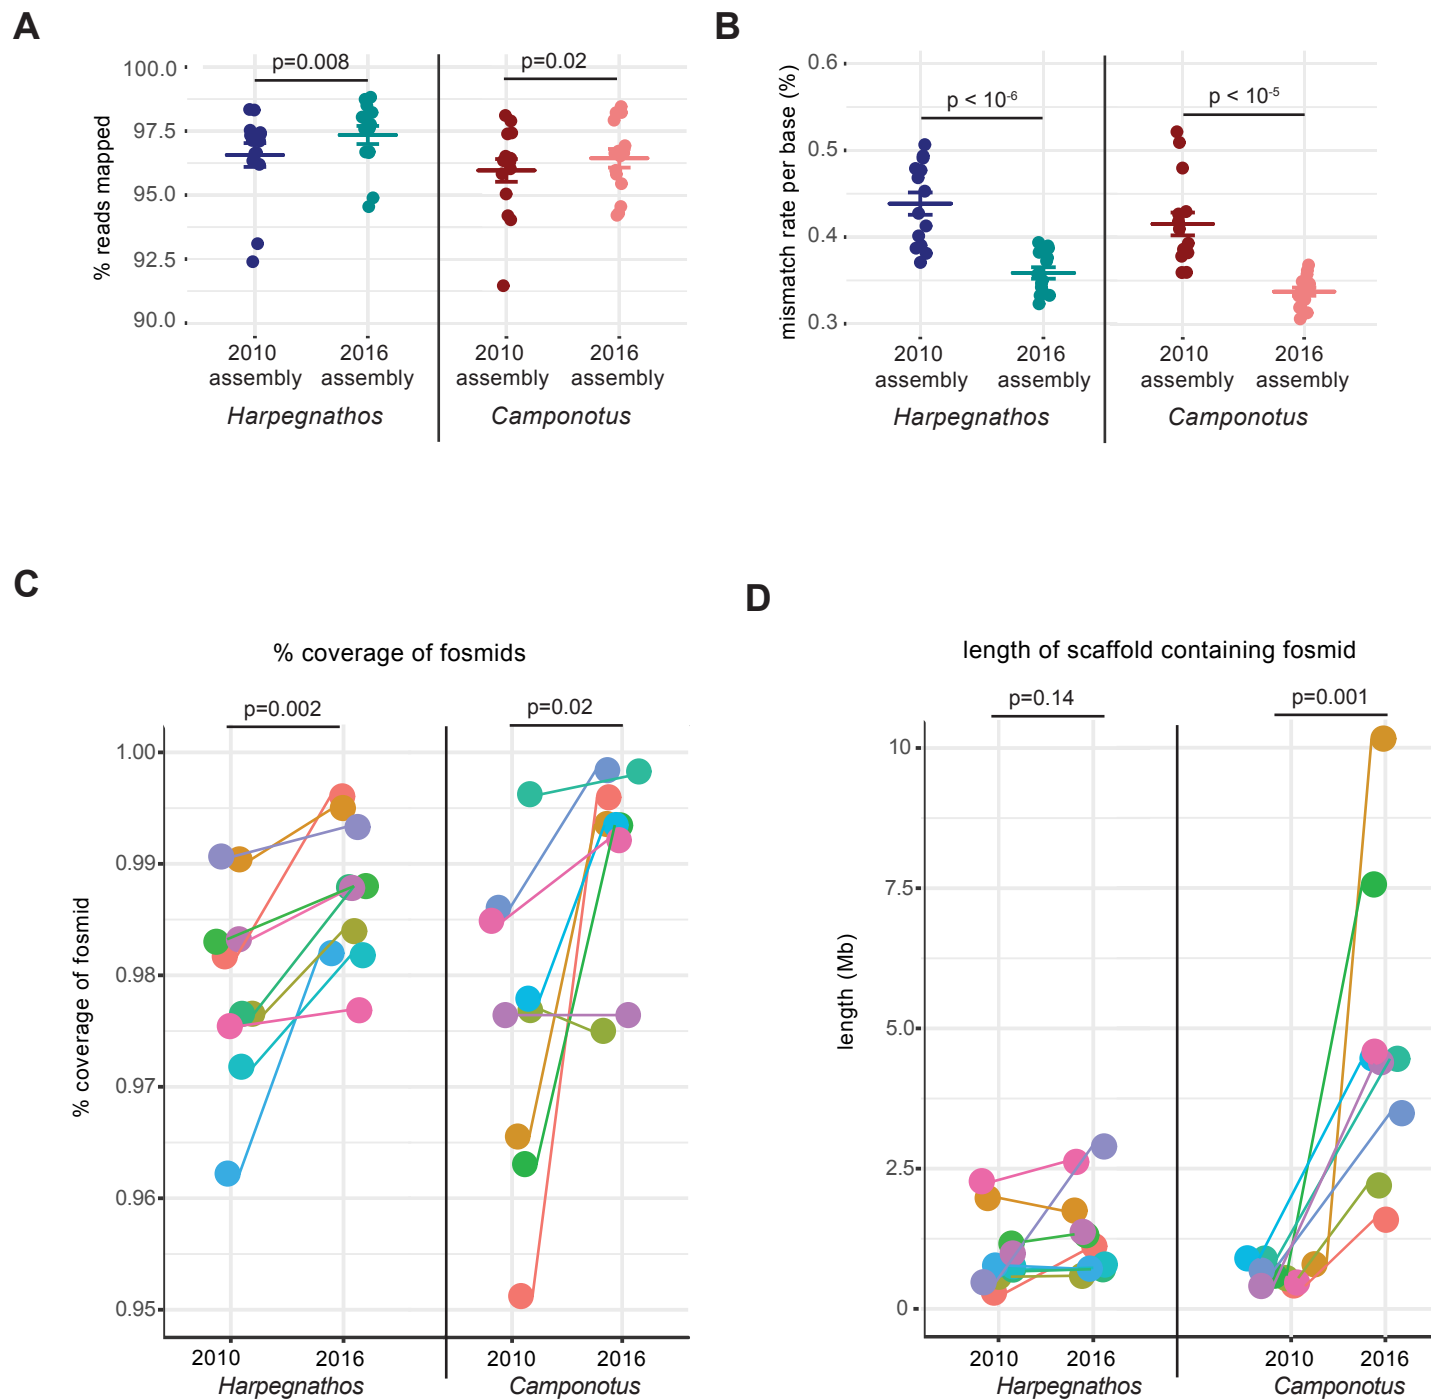 A
100.0
97.5
95.0
92.5
90.0
% reads mapped
p=0.008
p=0.02
2010
assembly
2016
assembly
2010
assembly
2016
assembly
Harpegnathos
Camponotus
B
0.6
0.5
0.4
0.3
mismatch rate per base (%)
p < 10-6
p < 10-5
2010
assembly
2016
assembly
2010
assembly
2016
assembly
Harpegnathos
Camponotus
C
% coverage of fosmids
p=0.002
p=0.02
1.00
0.99
0.98
0.97
0.96
0.95
% coverage of fosmid
2010
2016
2010
2016
Harpegnathos
Camponotus
D
length of scaffold containing fosmid
p=0.14
p=0.001
10
7.5
5.0
2.5
0
length (Mb)
2010
2016
2010
2016
Harpegnathos
Camponotus